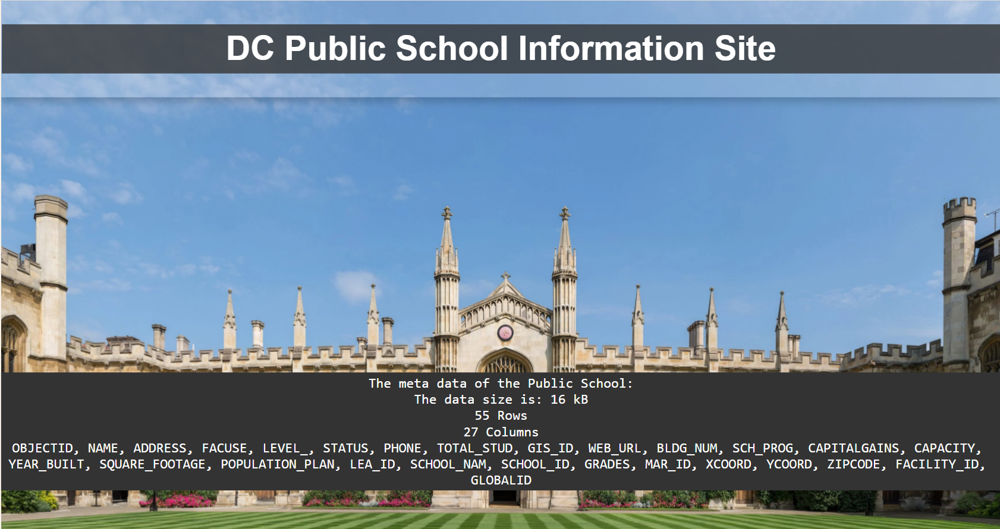 DC Public School Information Site
The meta data of the Public School:
The data size is: 16 kB
55 Rows
27 Columns
OBJECTID, NAME, ADDRESS, FACUSE, LEVEL_, STATUS, PHONE, TOTAL_STUD, GIS_ID, WEB_URL, BLDG_NUM, SCH_PROG, CAPITALGAINS, CAPACITY,
YEAR_BUILT, SQUARE_FOOTAGE, POPULATION_PLAN, LEA_ID, SCHOOL_NAM, SCHOOL_ID, GRADES, MAR_ID, XCOORD, YCOORD, ZIPCODE, FACILITY_ID,
GLOBALID